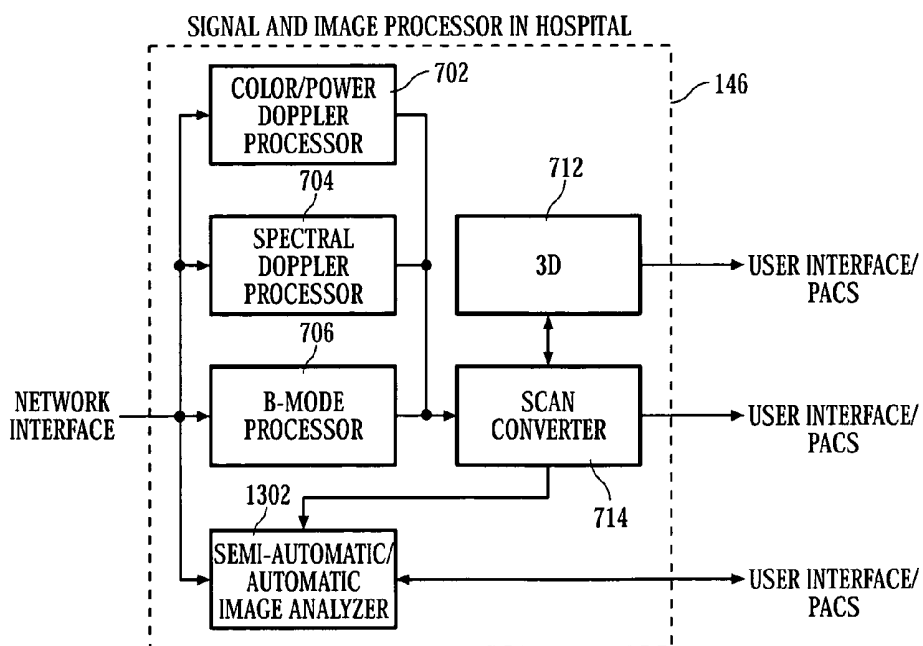 SIGNAL AND IMAGE PROCESSOR IN HOSPITAL
COLOR/POWER
DOPPLER
PROCESSOR
702
146
704
SPECTRAL
DOPPLER
PROCESSOR
712
3D
USER INTERFACE/
PACS
706
NETWORK
INTERFACE
B-MODE
PROCESSOR
SCAN
CONVERTER
714
USER INTERFACE/
PACS
1302
SEMI-AUTOMATIC/
AUTOMATIC
IMAGE ANALYZER
USER INTERFACE/
PACS